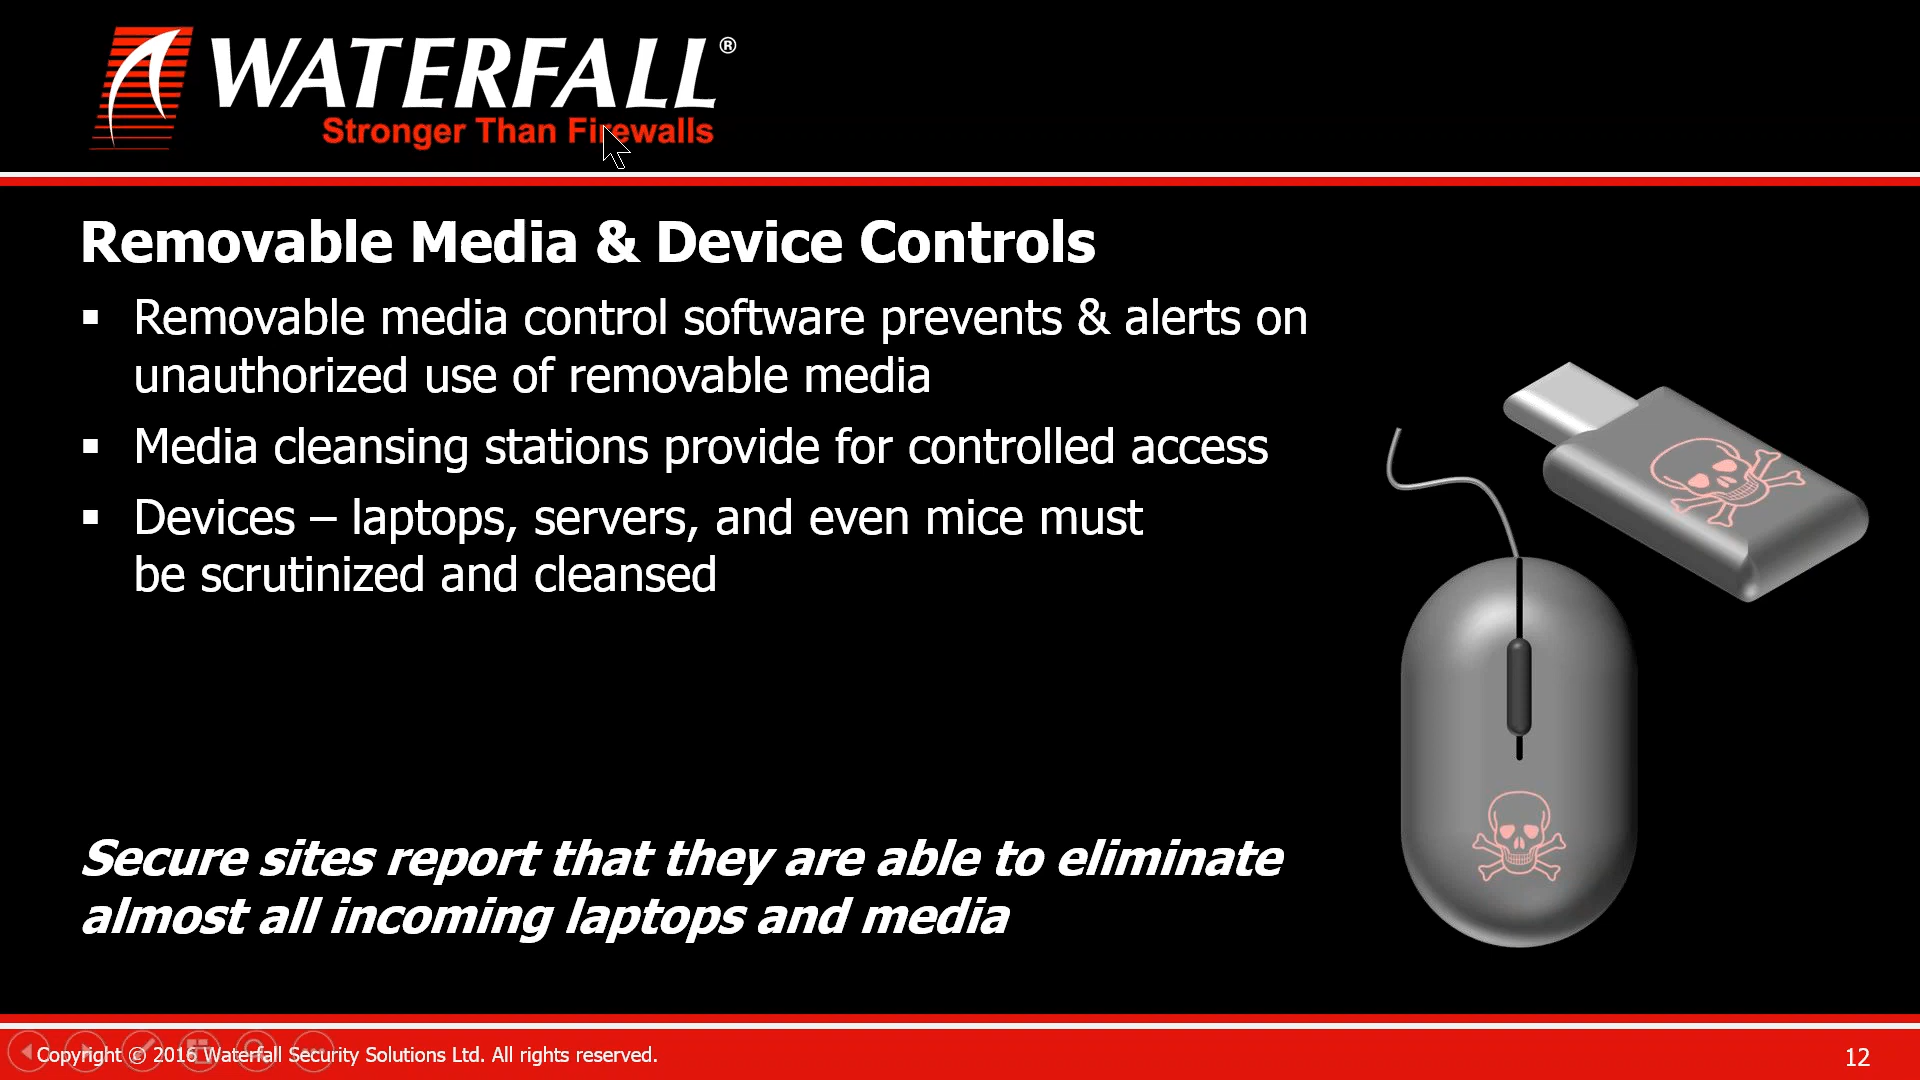 WATERFALL®
Stronger Than Firewalls
Removable Media & Device Controls
▪ Removable media control software prevents & alerts on
unauthorized use of removable media
▪ Media cleansing stations provide for controlled access
▪ Devices – laptops, servers, and even mice must
be scrutinized and cleansed
Secure sites report that they are able to eliminate
almost all incoming laptops and media
Copyright © 2016 Waterfall Security Solutions Ltd. All rights reserved.
12